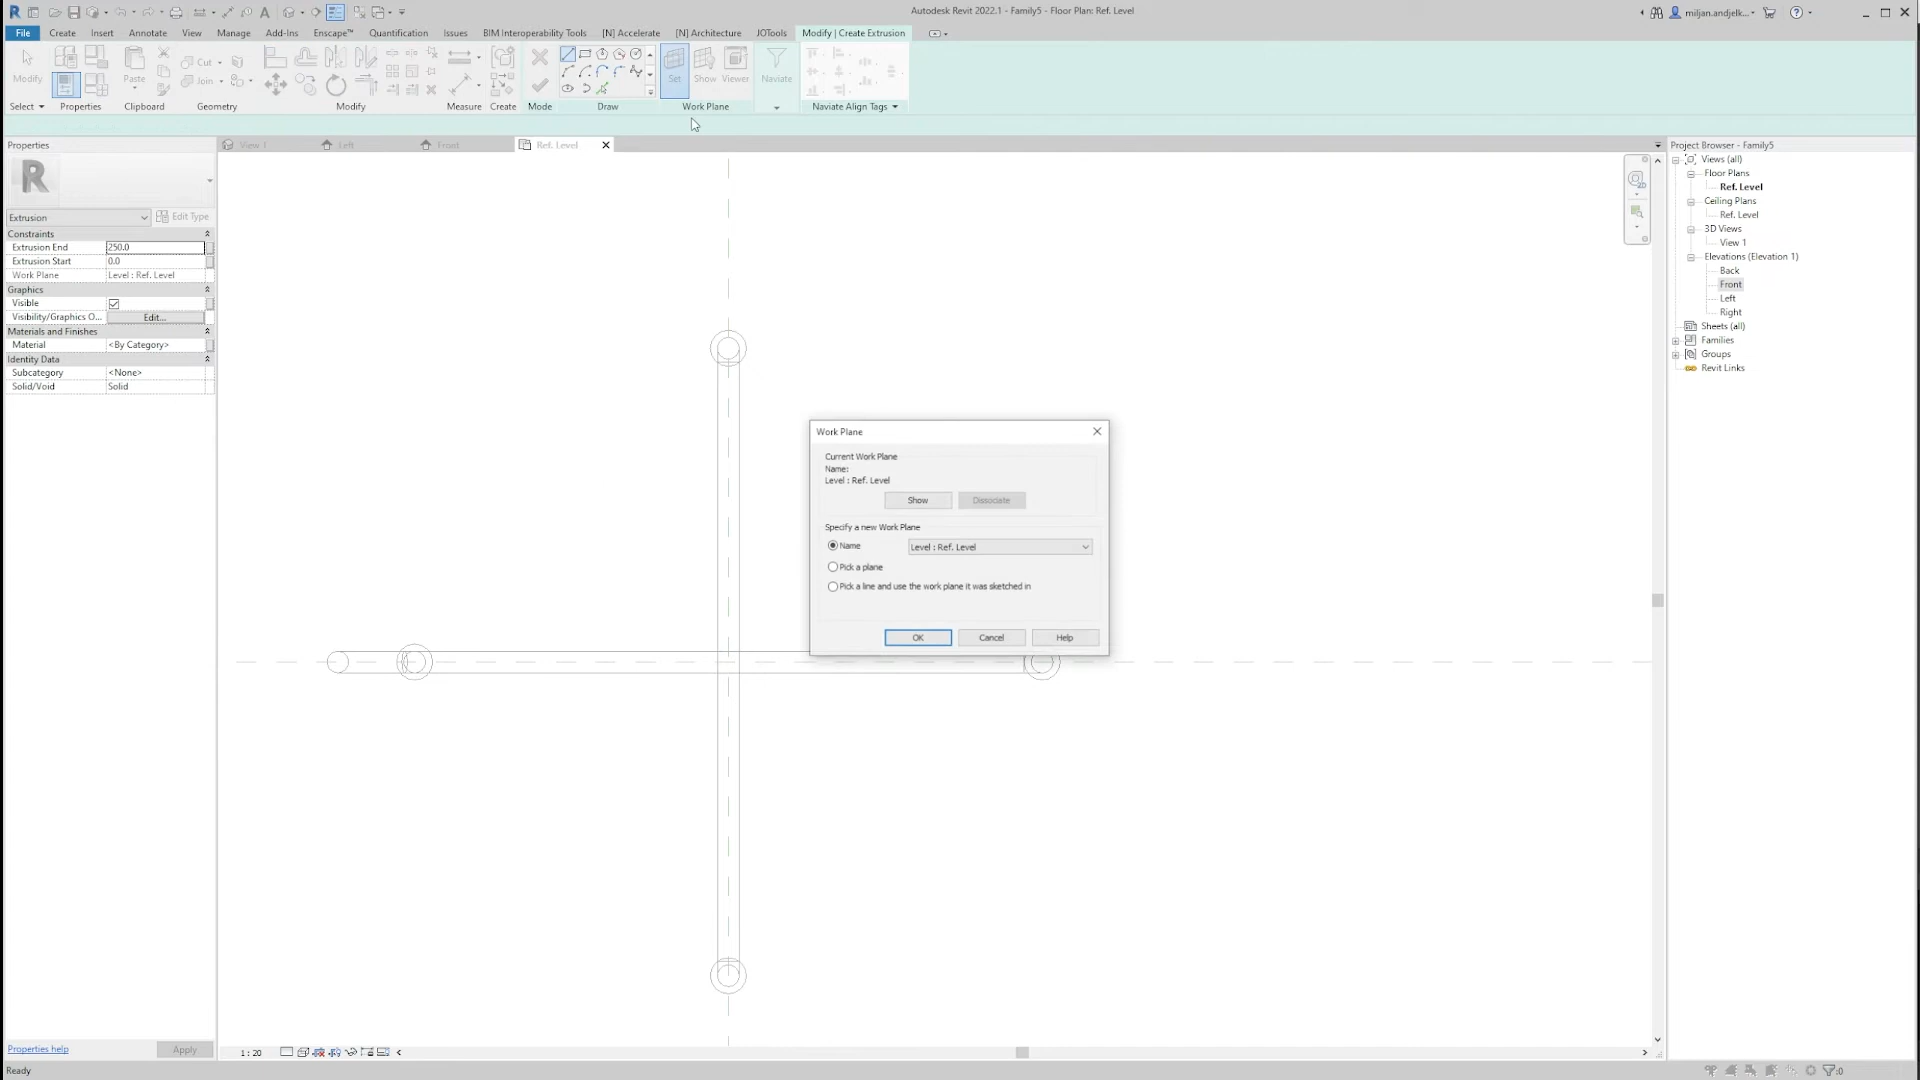 Autodesk Revit 2022.1 - Family5 - Floor Plan: Ref. Level
miljan.andjelk...
File Create Insert Annotate View Manage Add-Ins Enscape™ Quantification Issues BIM Interoperability Tools [N] Accelerate [N] Architecture JOTools Modify | Create Extrusion
Cut
Join
Modify Paste Set Show Viewer Naviate
Select Properties Clipboard Geometry Modify Measure Create Mode Draw Work Plane Naviate Align Tags
Properties
View 1 Left Front Ref. Level
Extrusion Edit Type
Constraints
Extrusion End 250.0
Extrusion Start 0.0
Work Plane Level : Ref. Level
Graphics
Visible
Visibility/Graphics O... Edit...
Materials and Finishes
Material <By Category>
Identity Data
Subcategory <None>
Solid/Void Solid
Work Plane
Current Work Plane
Name:
Level : Ref. Level
Show Dissociate
Specify a new Work Plane
Name Level : Ref. Level
Pick a plane
Pick a line and use the work plane it was sketched in
OK Cancel Help
Project Browser - Family5
Views (all)
Floor Plans
Ref. Level
Ceiling Plans
Ref. Level
3D Views
View 1
Elevations (Elevation 1)
Back
Front
Left
Right
Sheets (all)
Families
Groups
Revit Links
2D
Properties help Apply
1 : 20
Ready
:0